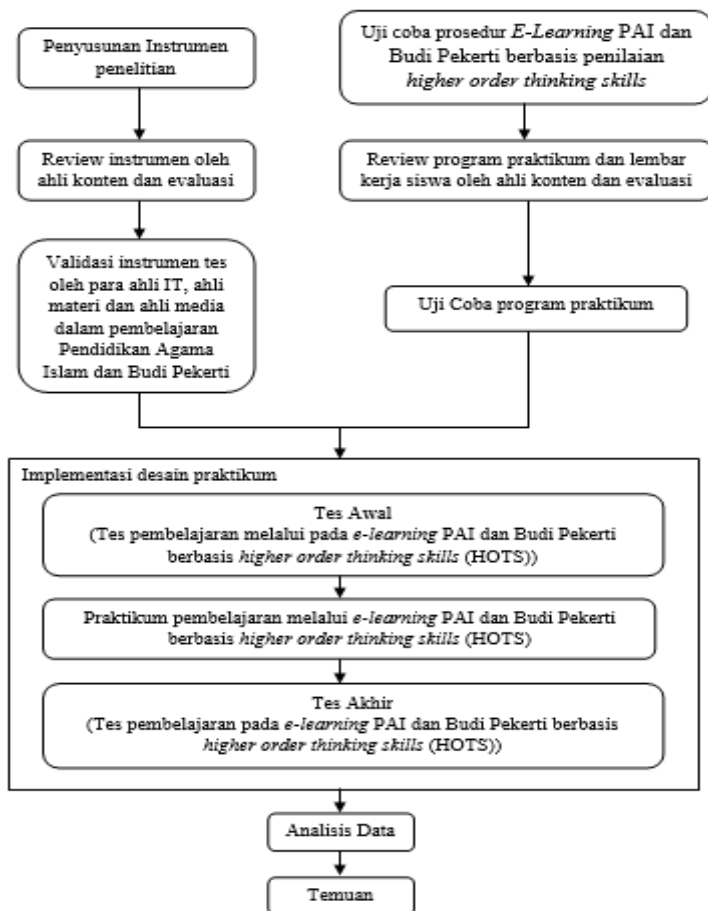 Penyusunan Instrumen
penelitian
Review instrumen oleh
ahli konten dan evaluasi
Validasi instrumen tes
oleh para ahli IT, ahli
materi dan ahli media
dalam pembelajaran
Pendidikan Agama
Islam dan Budi Pekerti
Uji coba prosedur E-Learning PAI dan
Budi Pekerti berbasis penilaian
higher order thinking skills
Review program praktikum dan lembar
kerja siswa oleh ahli konten dan evaluasi
Uji Coba program praktikum
Implementasi desain praktikum
Tes Awal
(Tes pembelajaran melalui pada e-learning PAI dan Budi Pekerti
berbasis higher order thinking skills (HOTS))
Praktikum pembelajaran melalui e-learning PAI dan Budi Pekerti
berbasis higher order thinking skills (HOTS)
Tes Akhir
(Tes pembelajaran pada e-learning PAI dan Budi Pekerti berbasis
higher order thinking skills (HOTS))
Analisis Data
Temuan